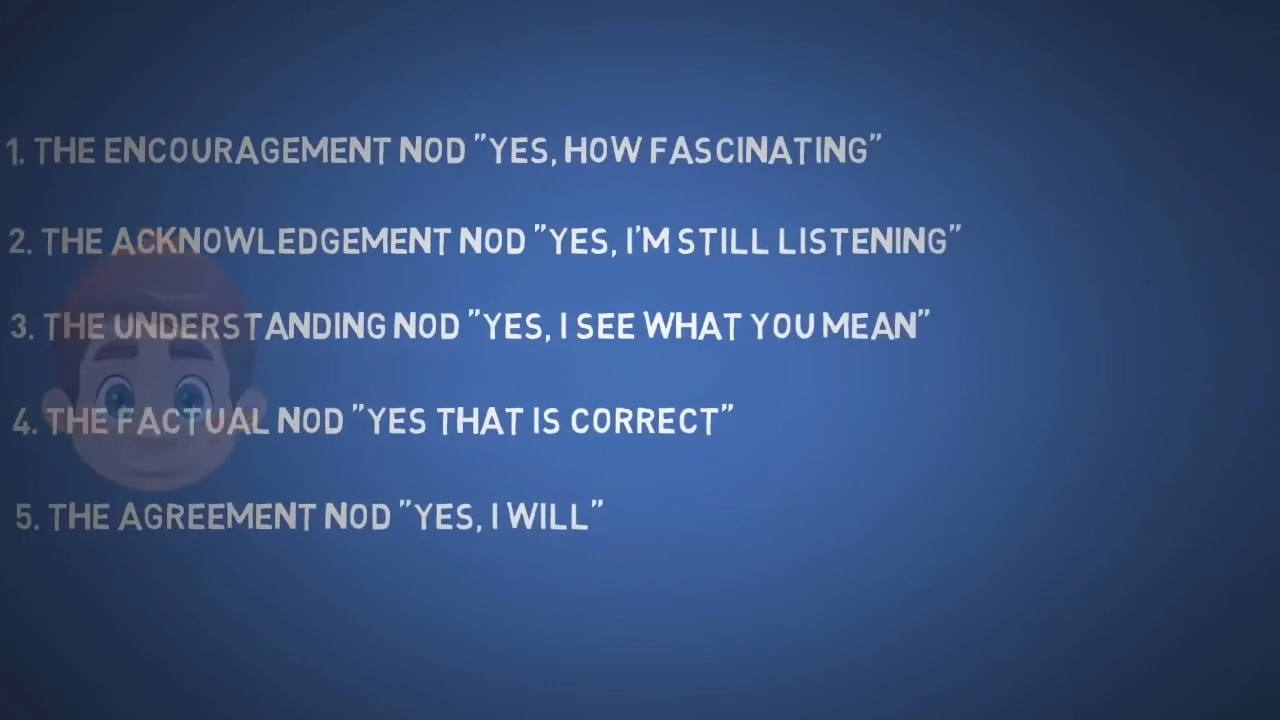 1. THE ENCOURAGEMENT NOD "YES, HOW FASCINATING"
2. THE ACKNOWLEDGEMENT NOD "YES, I'M STILL LISTENING"
3. THE UNDERSTANDING NOD "YES, I SEE WHAT YOU MEAN"
4. THE FACTUAL NOD "YES THAT IS CORRECT"
5. THE AGREEMENT NOD "YES, I WILL"